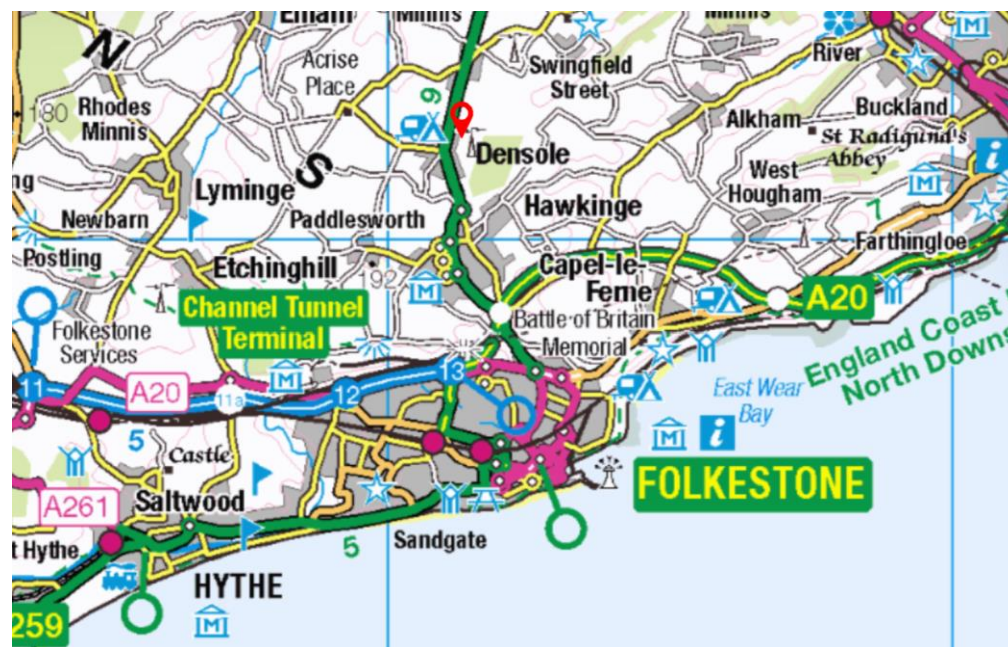 Elham
Minnis
Minnis
N
Acrise
Place
6
Swingfield
Street
River
180
Rhodes
Minnis
Alkham
Buckland
St Radigund's
Abbey
S
Densole
i
ng
Lyminge
West
Hougham
M
Newbarn
Paddlesworth
Hawkinge
7
Postling
Farthingloe
Etchinghill
92
M
Capel-le-
Ferne
A20
Channel Tunnel
Terminal
Battle of Britain
Memorial
England Coast
North Downs
Folkestone
Services
11
A20
11a
M
12
13
East Wear
Bay
5
M
i
Castle
FOLKESTONE
A261
Saltwood
t Hythe
5
Sandgate
HYTHE
M
259